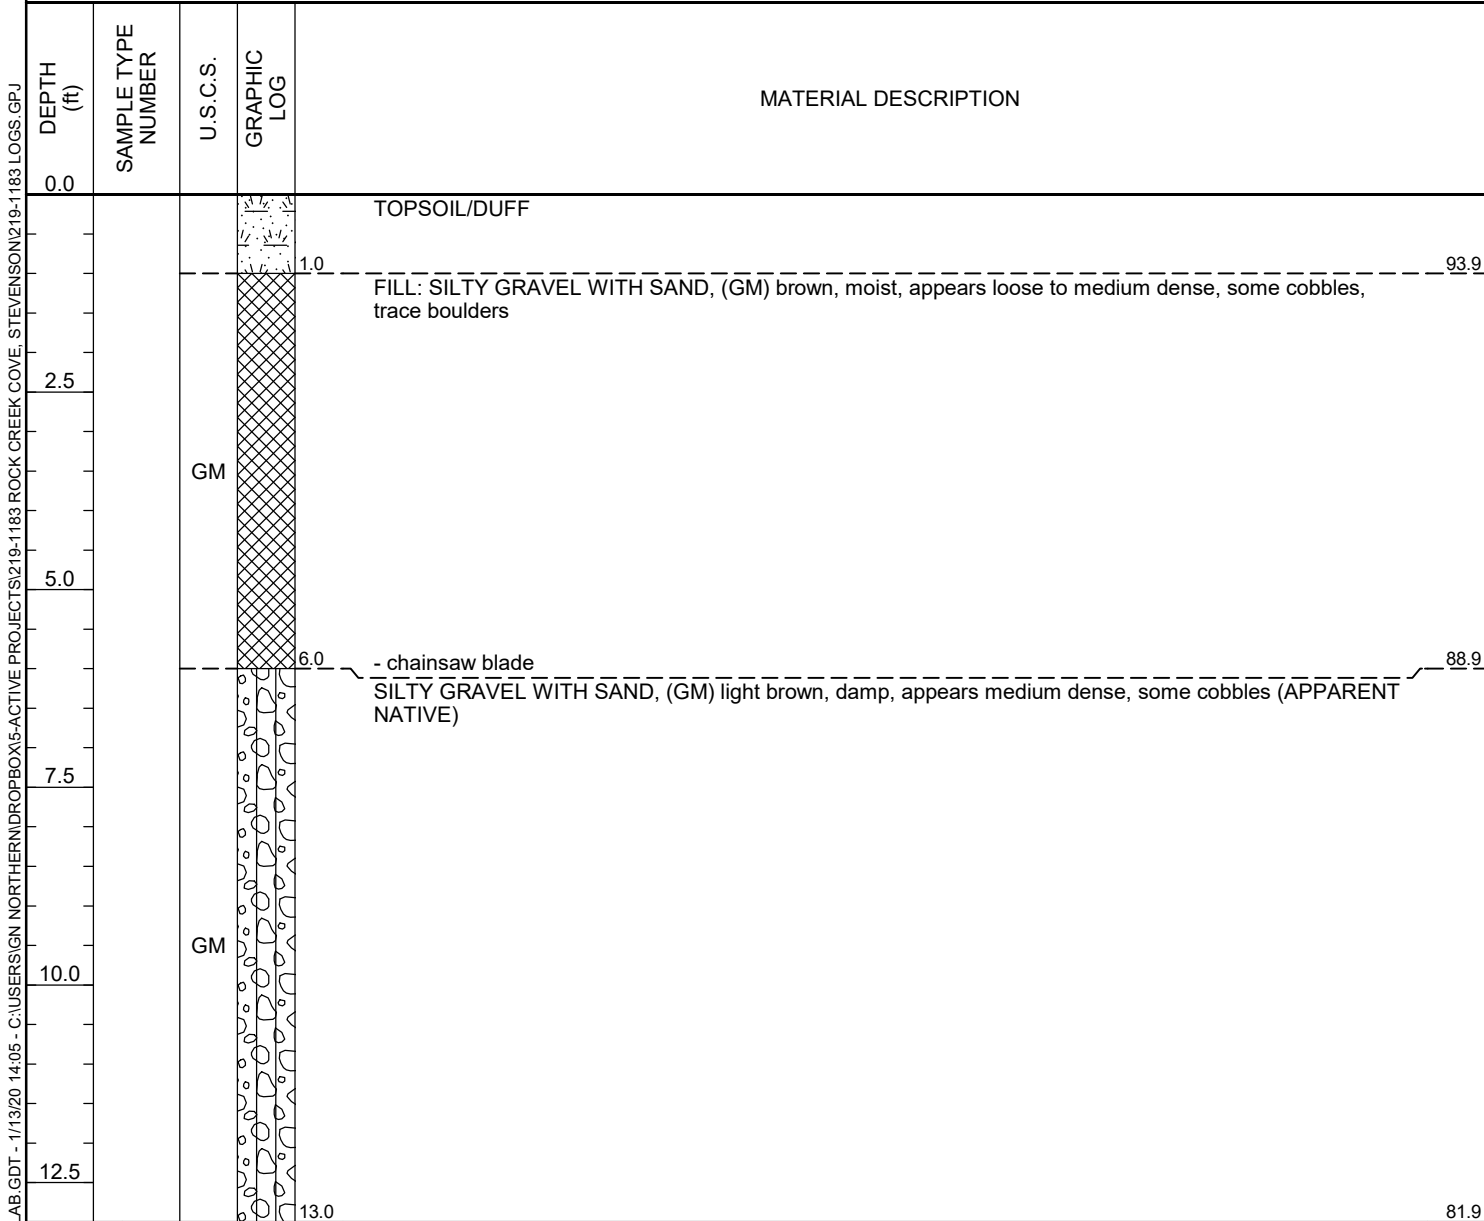 DEPTH
(ft)
SAMPLE TYPE
NUMBER
U.S.C.S.
GRAPHIC
LOG
MATERIAL DESCRIPTION
0.0
TOPSOIL/DUFF
1.0 93.9
FILL: SILTY GRAVEL WITH SAND, (GM) brown, moist, appears loose to medium dense, some cobbles,
trace boulders
2.5
GM
5.0
6.0 - chainsaw blade 88.9
SILTY GRAVEL WITH SAND, (GM) light brown, damp, appears medium dense, some cobbles (APPARENT
NATIVE)
7.5
GM
10.0
12.5
13.0 81.9
AB.GDT - 1/13/20 14:05 - C:\USERS\GN NORTHERN\DROPBOX\5-ACTIVE PROJECTS\219-1183 ROCK CREEK COVE, STEVENSON\219-1183 LOGS.GPJ